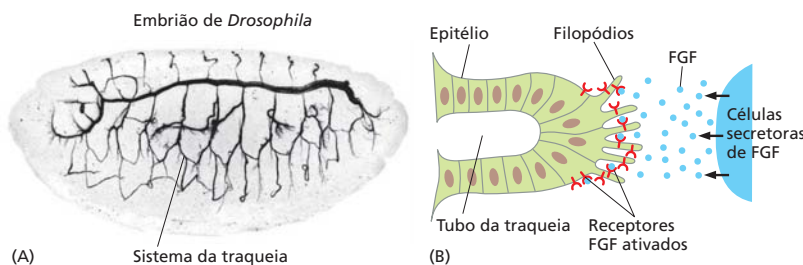 Embrião de Drosophila
Sistema da traqueia
(A)
Epitélio
Filopódios
FGF
Células
secretoras
de FGF
Tubo da traqueia
Receptores
FGF ativados
(B)